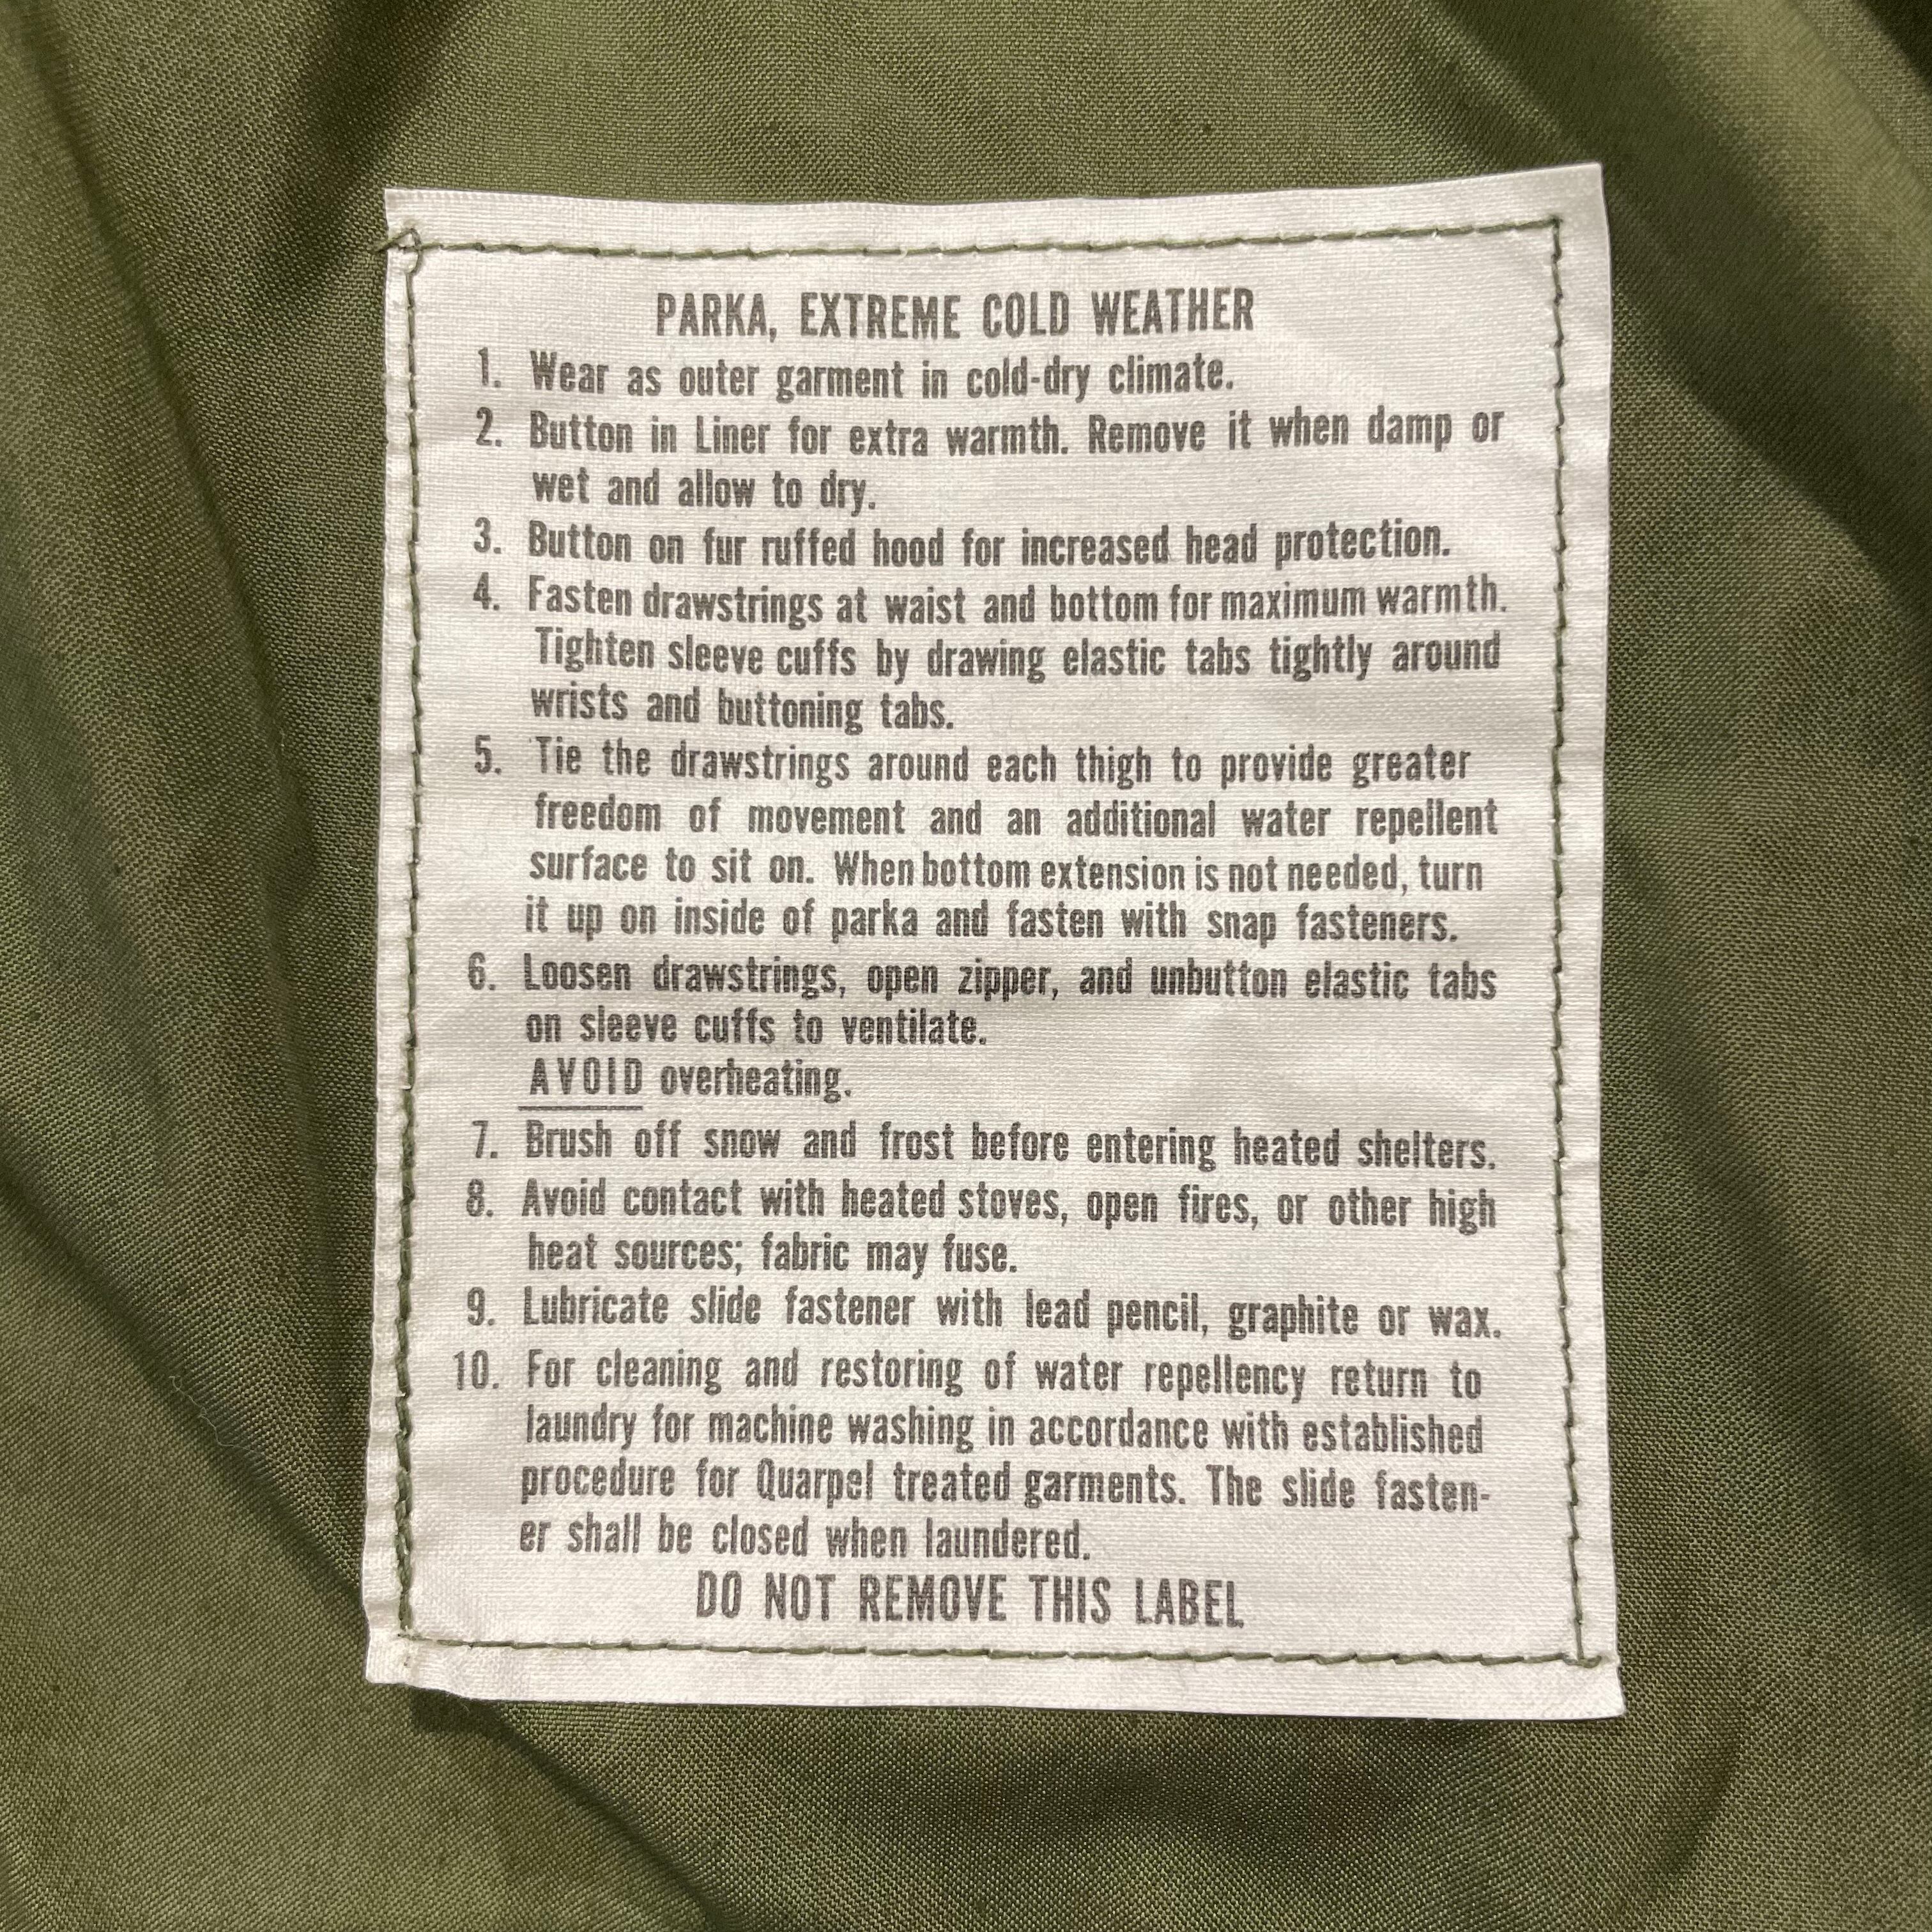 PARKA, EXTREME COLD WEATHER
1. Wear as outer garment in cold-dry climate.
2. Button in Liner for extra warmth. Remove it when damp or
wet and allow to dry.
3. Button on fur ruffed hood for increased head protection.
4. Fasten drawstrings at waist and bottom for maximum warmth.
Tighten sleeve cuffs by drawing elastic tabs tightly around
wrists and buttoning tabs.
5. Tie the drawstrings around each thigh to provide greater
freedom of movement and an additional water repellent
surface to sit on. When bottom extension is not needed, turn
it up on inside of parka and fasten with snap fasteners.
6. Loosen drawstrings, open zipper, and unbutton elastic tabs
on sleeve cuffs to ventilate.
AVOID overheating.
7. Brush off snow and frost before entering heated shelters.
8. Avoid contact with heated stoves, open fires, or other high
heat sources; fabric may fuse.
9. Lubricate slide fastener with lead pencil, graphite or wax.
10. For cleaning and restoring of water repellency return to
laundry for machine washing in accordance with established
procedure for Quarpel treated garments. The slide fasten-
er shall be closed when laundered.
DO NOT REMOVE THIS LABEL